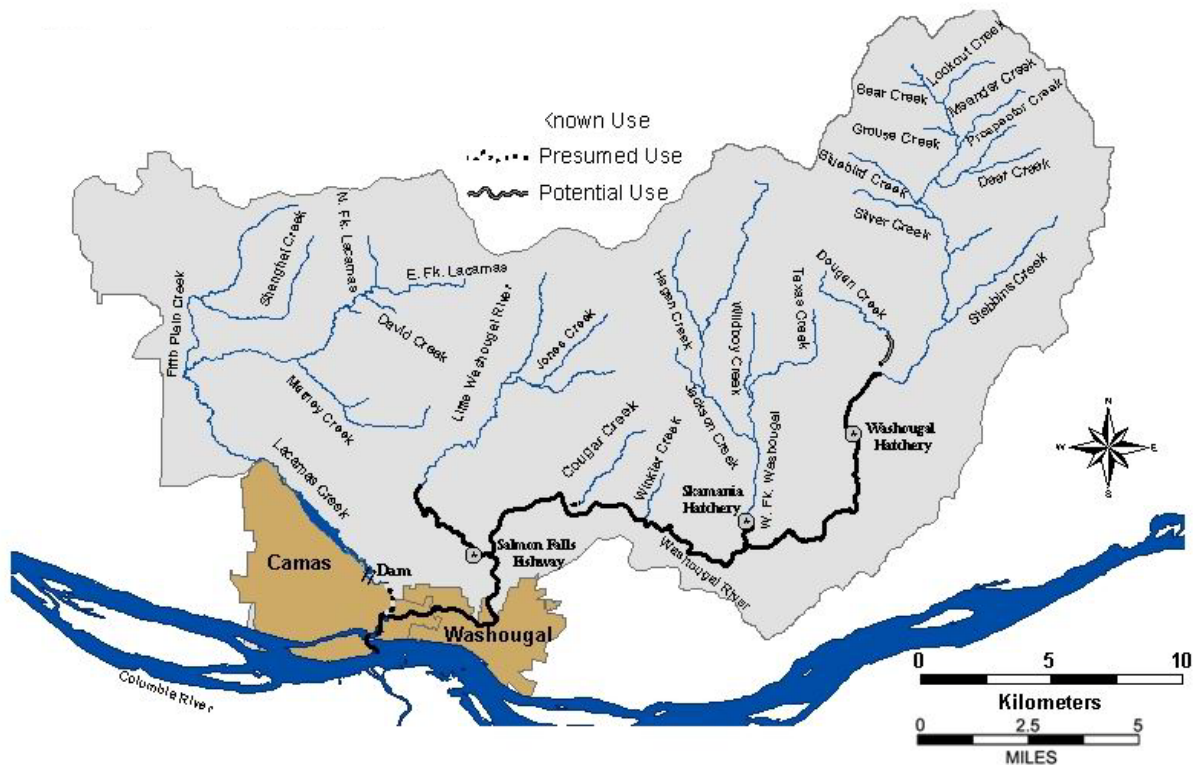 Lookout Creek
Bear Creek
Meander Creek
Grouse Creek
Prospector Creek
Bluebird Creek
Deer Creek
Silver Creek
Known Use
Presumed Use
Potential Use
N. Fk. Lacamas
Shanghai Creek
E. Fk. Lacamas
David Creek
Fifth Plain Creek
Matney Creek
Lacamas Creek
Little Washougal River
Jones Creek
Hagen Creek
Wildboy Creek
Texas Creek
Dougan Creek
Stebbins Creek
Jackson Creek
Cougar Creek
Winkler Creek
W. Fk. Washougal
Washougal
Hatchery
Skamania
Hatchery
Salmon Falls
Fishway
Washougal River
Dam
Camas
Washougal
Columbia River
N
W
E
S
0 5 10
Kilometers
0 2.5 5
MILES